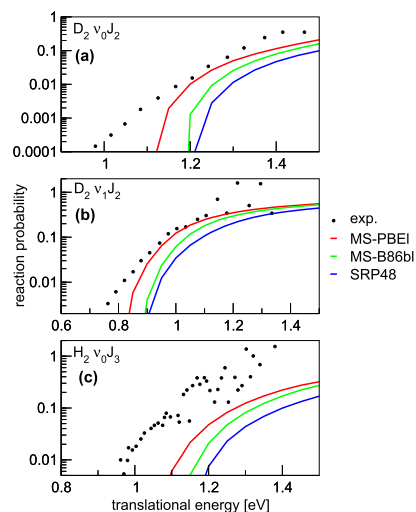 D₂ ν₀J₂
(a)
1
0.1
0.01
0.001
0.0001
1 1.2 1.4
D₂ ν₁J₂
(b)
1
0.1
0.01
0.6 0.8 1 1.2 1.4
H₂ ν₀J₃
(c)
1
0.1
0.01
0.8 1 1.2 1.4
reaction probability
translational energy [eV]
exp.
MS-PBEl
MS-B86bl
SRP48